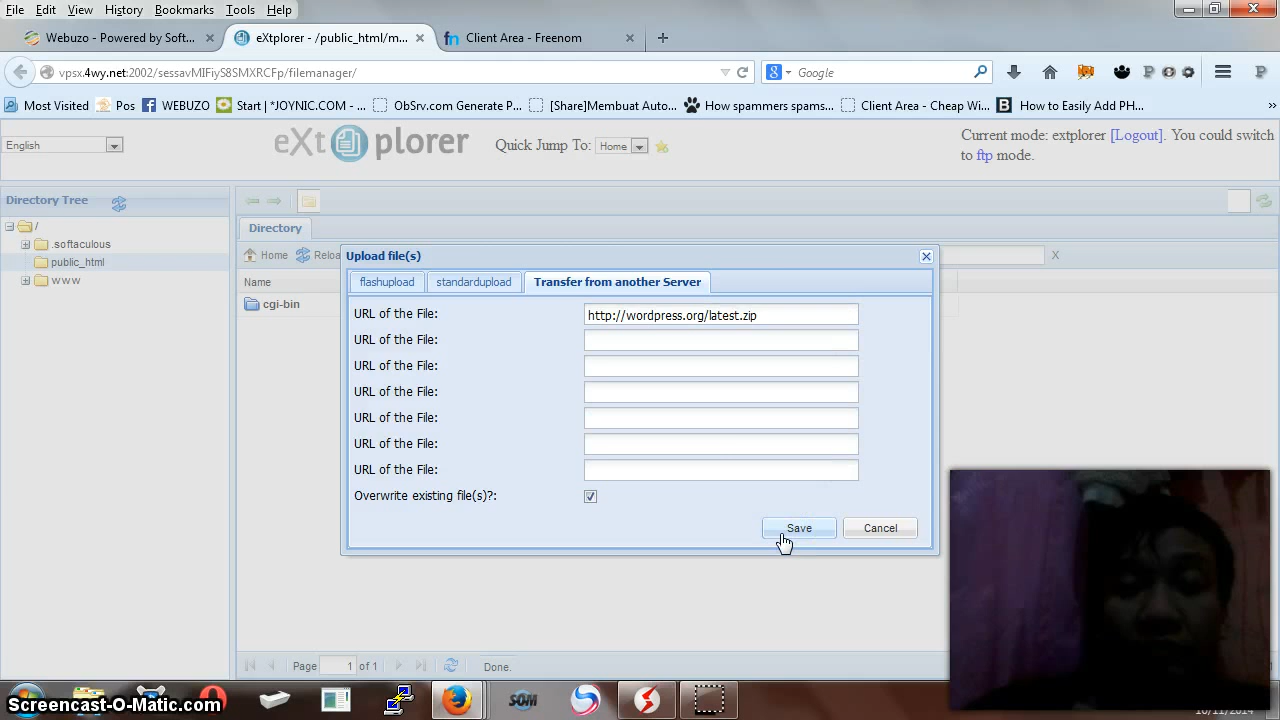 File Edit View History Bookmarks Tools Help
Webuzo - Powered by Soft... × eXtplorer - /public_html/m... × Client Area - Freenom × +
vpsx.4wy.net:2002/sessavMIFiyS8SMXRCFp/filemanager/ Google
Most Visited Pos WEBUZO Start | *JOYNIC.COM - ... ObSrv.com Generate P... [Share]Membuat Auto... How spammers spams... Client Area - Cheap Wi... How to Easily Add PH... »
English eXtplorer Quick Jump To: Home Current mode: extplorer [Logout]. You could switch
to ftp mode.
Directory Tree
/
.softaculous
public_html
www
Directory
Home Reloa X
Name
cgi-bin
Upload file(s)
flashupload standardupload Transfer from another Server
URL of the File: http://wordpress.org/latest.zip
URL of the File:
URL of the File:
URL of the File:
URL of the File:
URL of the File:
URL of the File:
Overwrite existing file(s)?:
Save Cancel
Page 1 of 1 Done.
SOM
Screencast-O-Matic.com